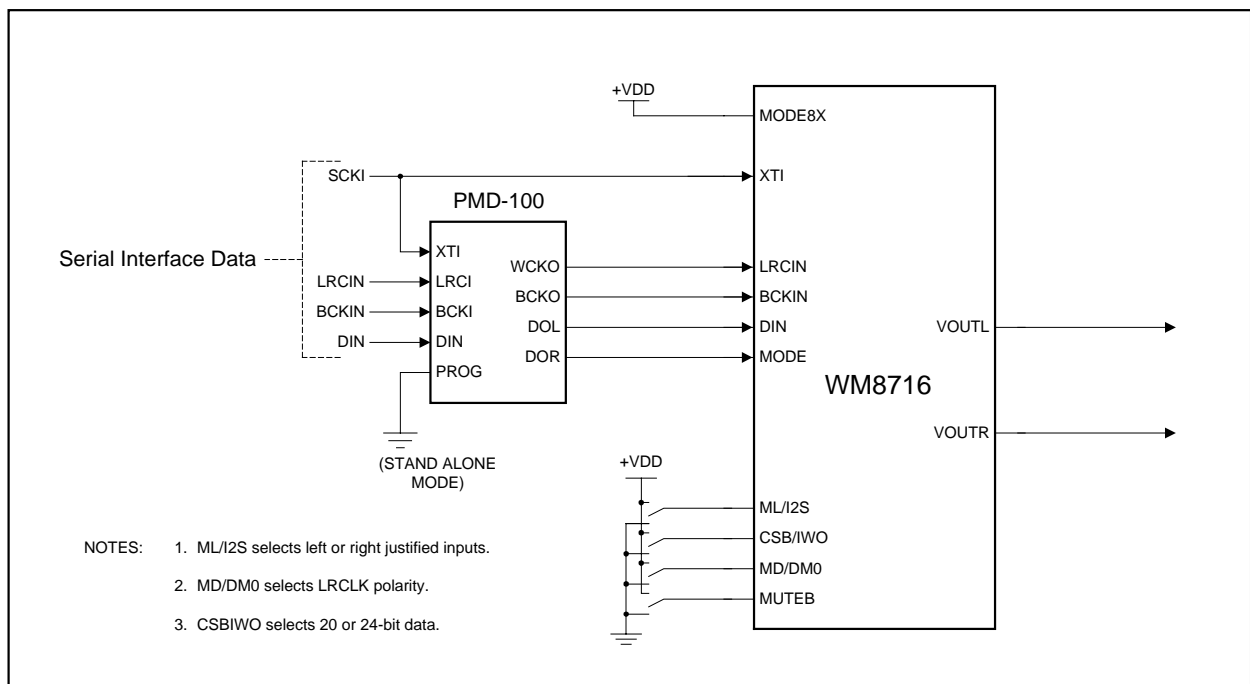 +VDD
MODE8X
SCKI
XTI
PMD-100
Serial Interface Data
XTI
WCKO
LRCIN
LRCIN
LRCI
BCKO
BCKIN
BCKIN
BCKI
DOL
DIN
VOUTL
DIN
DIN
DOR
MODE
PROG
WM8716
VOUTR
(STAND ALONE
MODE)
+VDD
ML/I2S
CSB/IWO
MD/DM0
MUTEB
NOTES: 1. ML/I2S selects left or right justified inputs.
2. MD/DM0 selects LRCLK polarity.
3. CSBIWO selects 20 or 24-bit data.